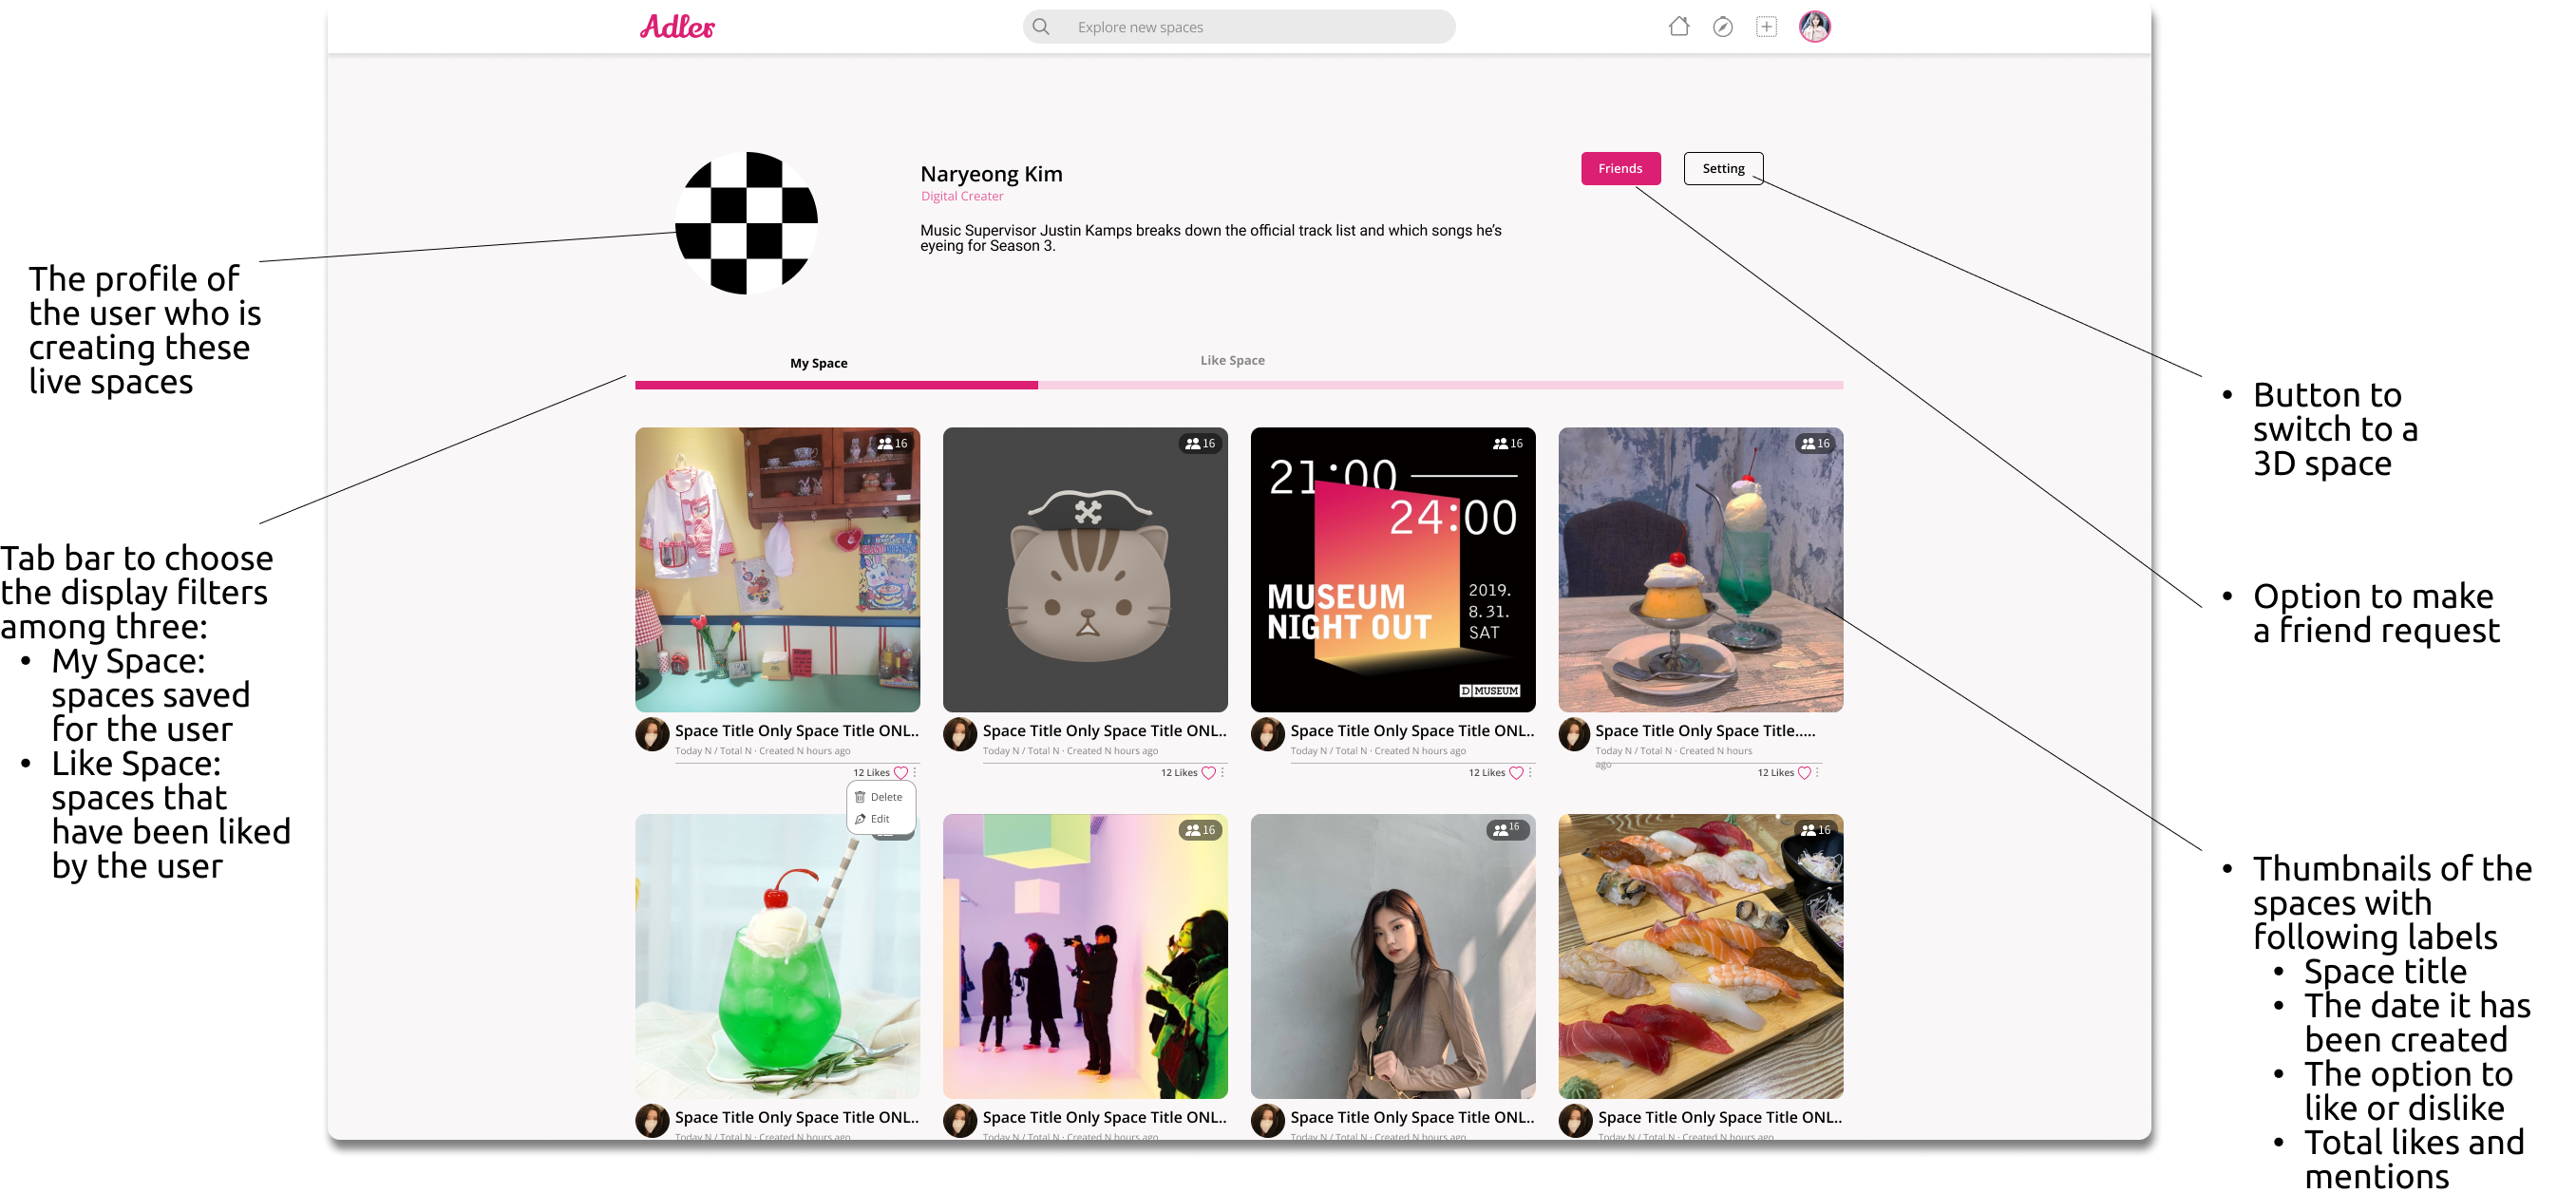 Adler
Explore new spaces
Naryeong Kim
Digital Creater
Music Supervisor Justin Kamps breaks down the official track list and which songs he's
eyeing for Season 3.
Friends
Setting
The profile of
the user who is
creating these
live spaces
My Space
Like Space
Tab bar to choose
the display filters
among three:
• My Space:
spaces saved
for the user
• Like Space:
spaces that
have been liked
by the user
• Button to
switch to a
3D space
• Option to make
a friend request
• Thumbnails of the
spaces with
following labels
• Space title
• The date it has
been created
• The option to
like or dislike
• Total likes and
mentions
16
16
16
16
21:00
24:00
MUSEUM
NIGHT OUT
2019.
8.31.
SAT
D MUSEUM
Space Title Only Space Title ONL..
Today N / Total N · Created N hours ago
12 Likes
Space Title Only Space Title ONL..
Today N / Total N · Created N hours ago
12 Likes
Space Title Only Space Title ONL..
Today N / Total N · Created N hours ago
12 Likes
Space Title Only Space Title.....
Today N / Total N · Created N hours
ago
12 Likes
Delete
Edit
16
16
16
Space Title Only Space Title ONL..
Today N / Total N · Created N hours ago
Space Title Only Space Title ONL..
Today N / Total N · Created N hours ago
Space Title Only Space Title ONL..
Today N / Total N · Created N hours ago
Space Title Only Space Title ONL..
Today N / Total N · Created N hours ago